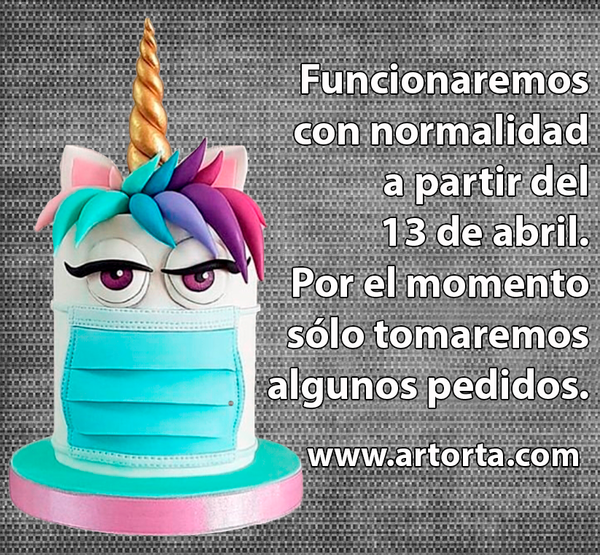 Funcionaremos
con normalidad
a partir del
13 de abril.
Por el momento
sólo tomaremos
algunos pedidos.
www.artorta.com